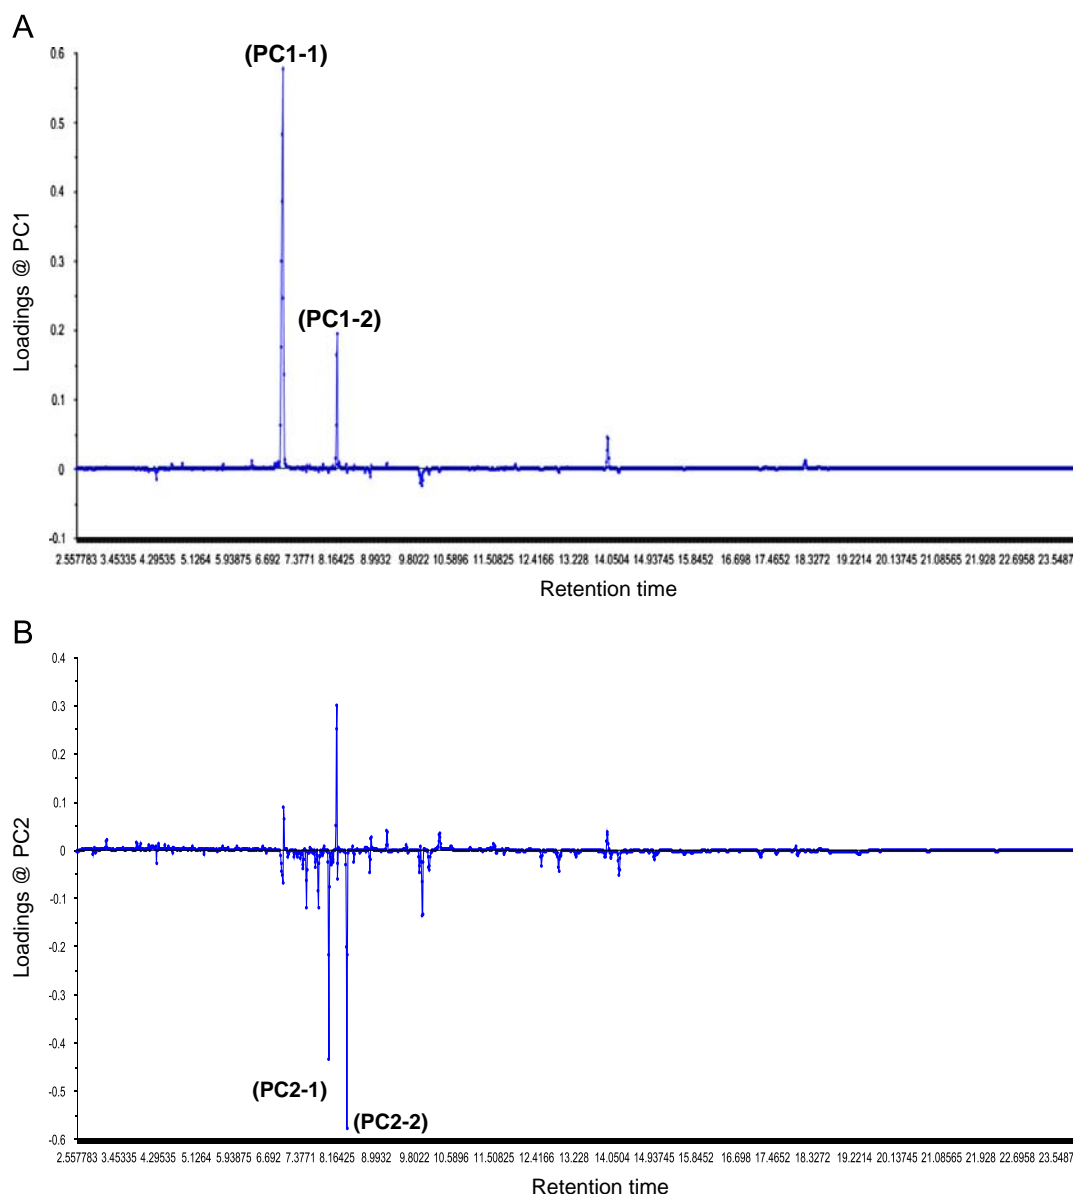 A
0.6
(PC1-1)
0.5
0.4
0.3
0.2
(PC1-2)
0.1
0
-0.1
Loadings @ PC1
2.557783 3.45335 4.29535 5.1264 5.93875 6.692 7.3771 8.16425 8.9932 9.8022 10.5896 11.50825 12.4166 13.228 14.0504 14.93745 15.8452 16.698 17.4652 18.3272 19.2214 20.13745 21.08565 21.928 22.6958 23.5487
Retention time
B
0.4
0.3
0.2
0.1
0
-0.1
-0.2
-0.3
-0.4
-0.5
(PC2-1)
(PC2-2)
-0.6
Loadings @ PC2
2.557783 3.45335 4.29535 5.1264 5.93875 6.692 7.3771 8.16425 8.9932 9.8022 10.5896 11.50825 12.4166 13.228 14.0504 14.93745 15.8452 16.698 17.4652 18.3272 19.2214 20.13745 21.08565 21.928 22.6958 23.5487
Retention time